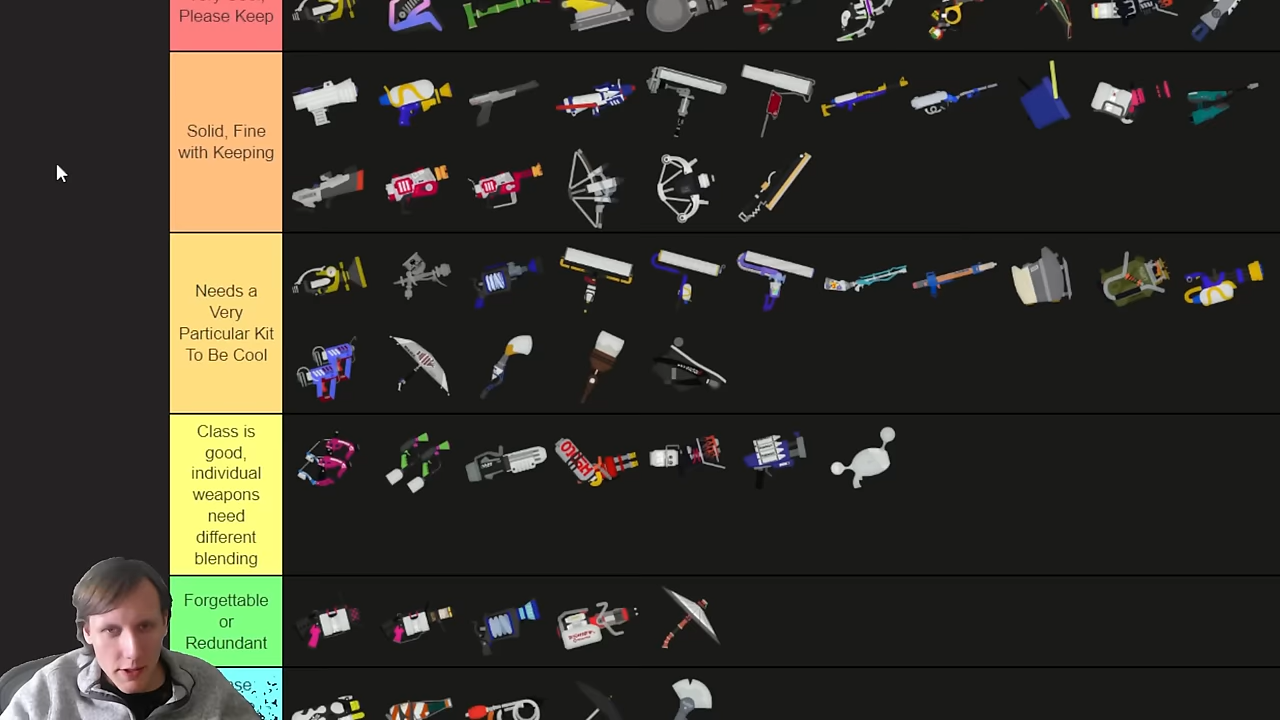 Please Keep
Solid, Fine
with Keeping
Needs a
Very
Particular Kit
To Be Cool
Class is
good,
individual
weapons
need
different
blending
Forgettable
or
Redundant